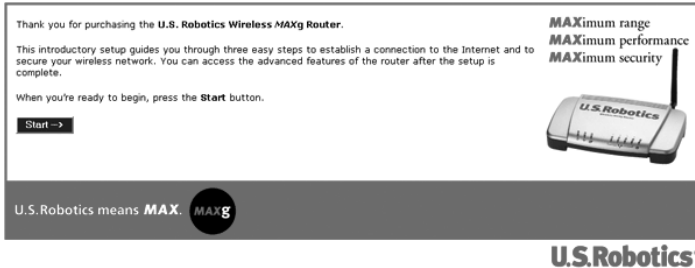 Thank you for purchasing the U.S. Robotics Wireless MAXg Router.
This introductory setup guides you through three easy steps to establish a connection to the Internet and to
secure your wireless network. You can access the advanced features of the router after the setup is
complete.
When you're ready to begin, press the Start button.
Start -->
MAXimum range
MAXimum performance
MAXimum security
U.S.Robotics
U.S.Robotics means MAX.
MAXg
U.S.Robotics